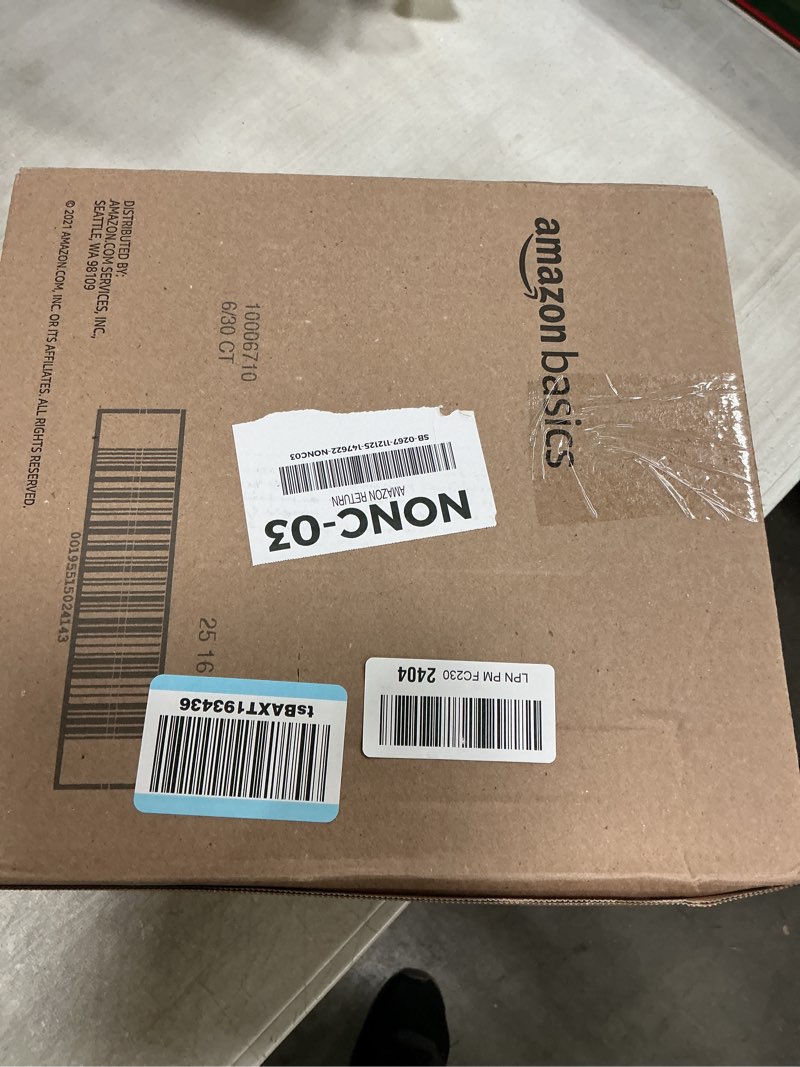 amazon basics
10006710
6/30 CT
DISTRIBUTED BY:
AMAZON.COM SERVICES, INC,
SEATTLE, WA 98109
© 2021 AMAZON.COM, INC. OR ITS AFFILIATES. ALL RIGHTS RESERVED.
00195515024143
25 16
NONC-03
AMAZON RETURN
SB-0267-112125-147622-NONC03
LPN PM FC230 2404
tsBAXT193436